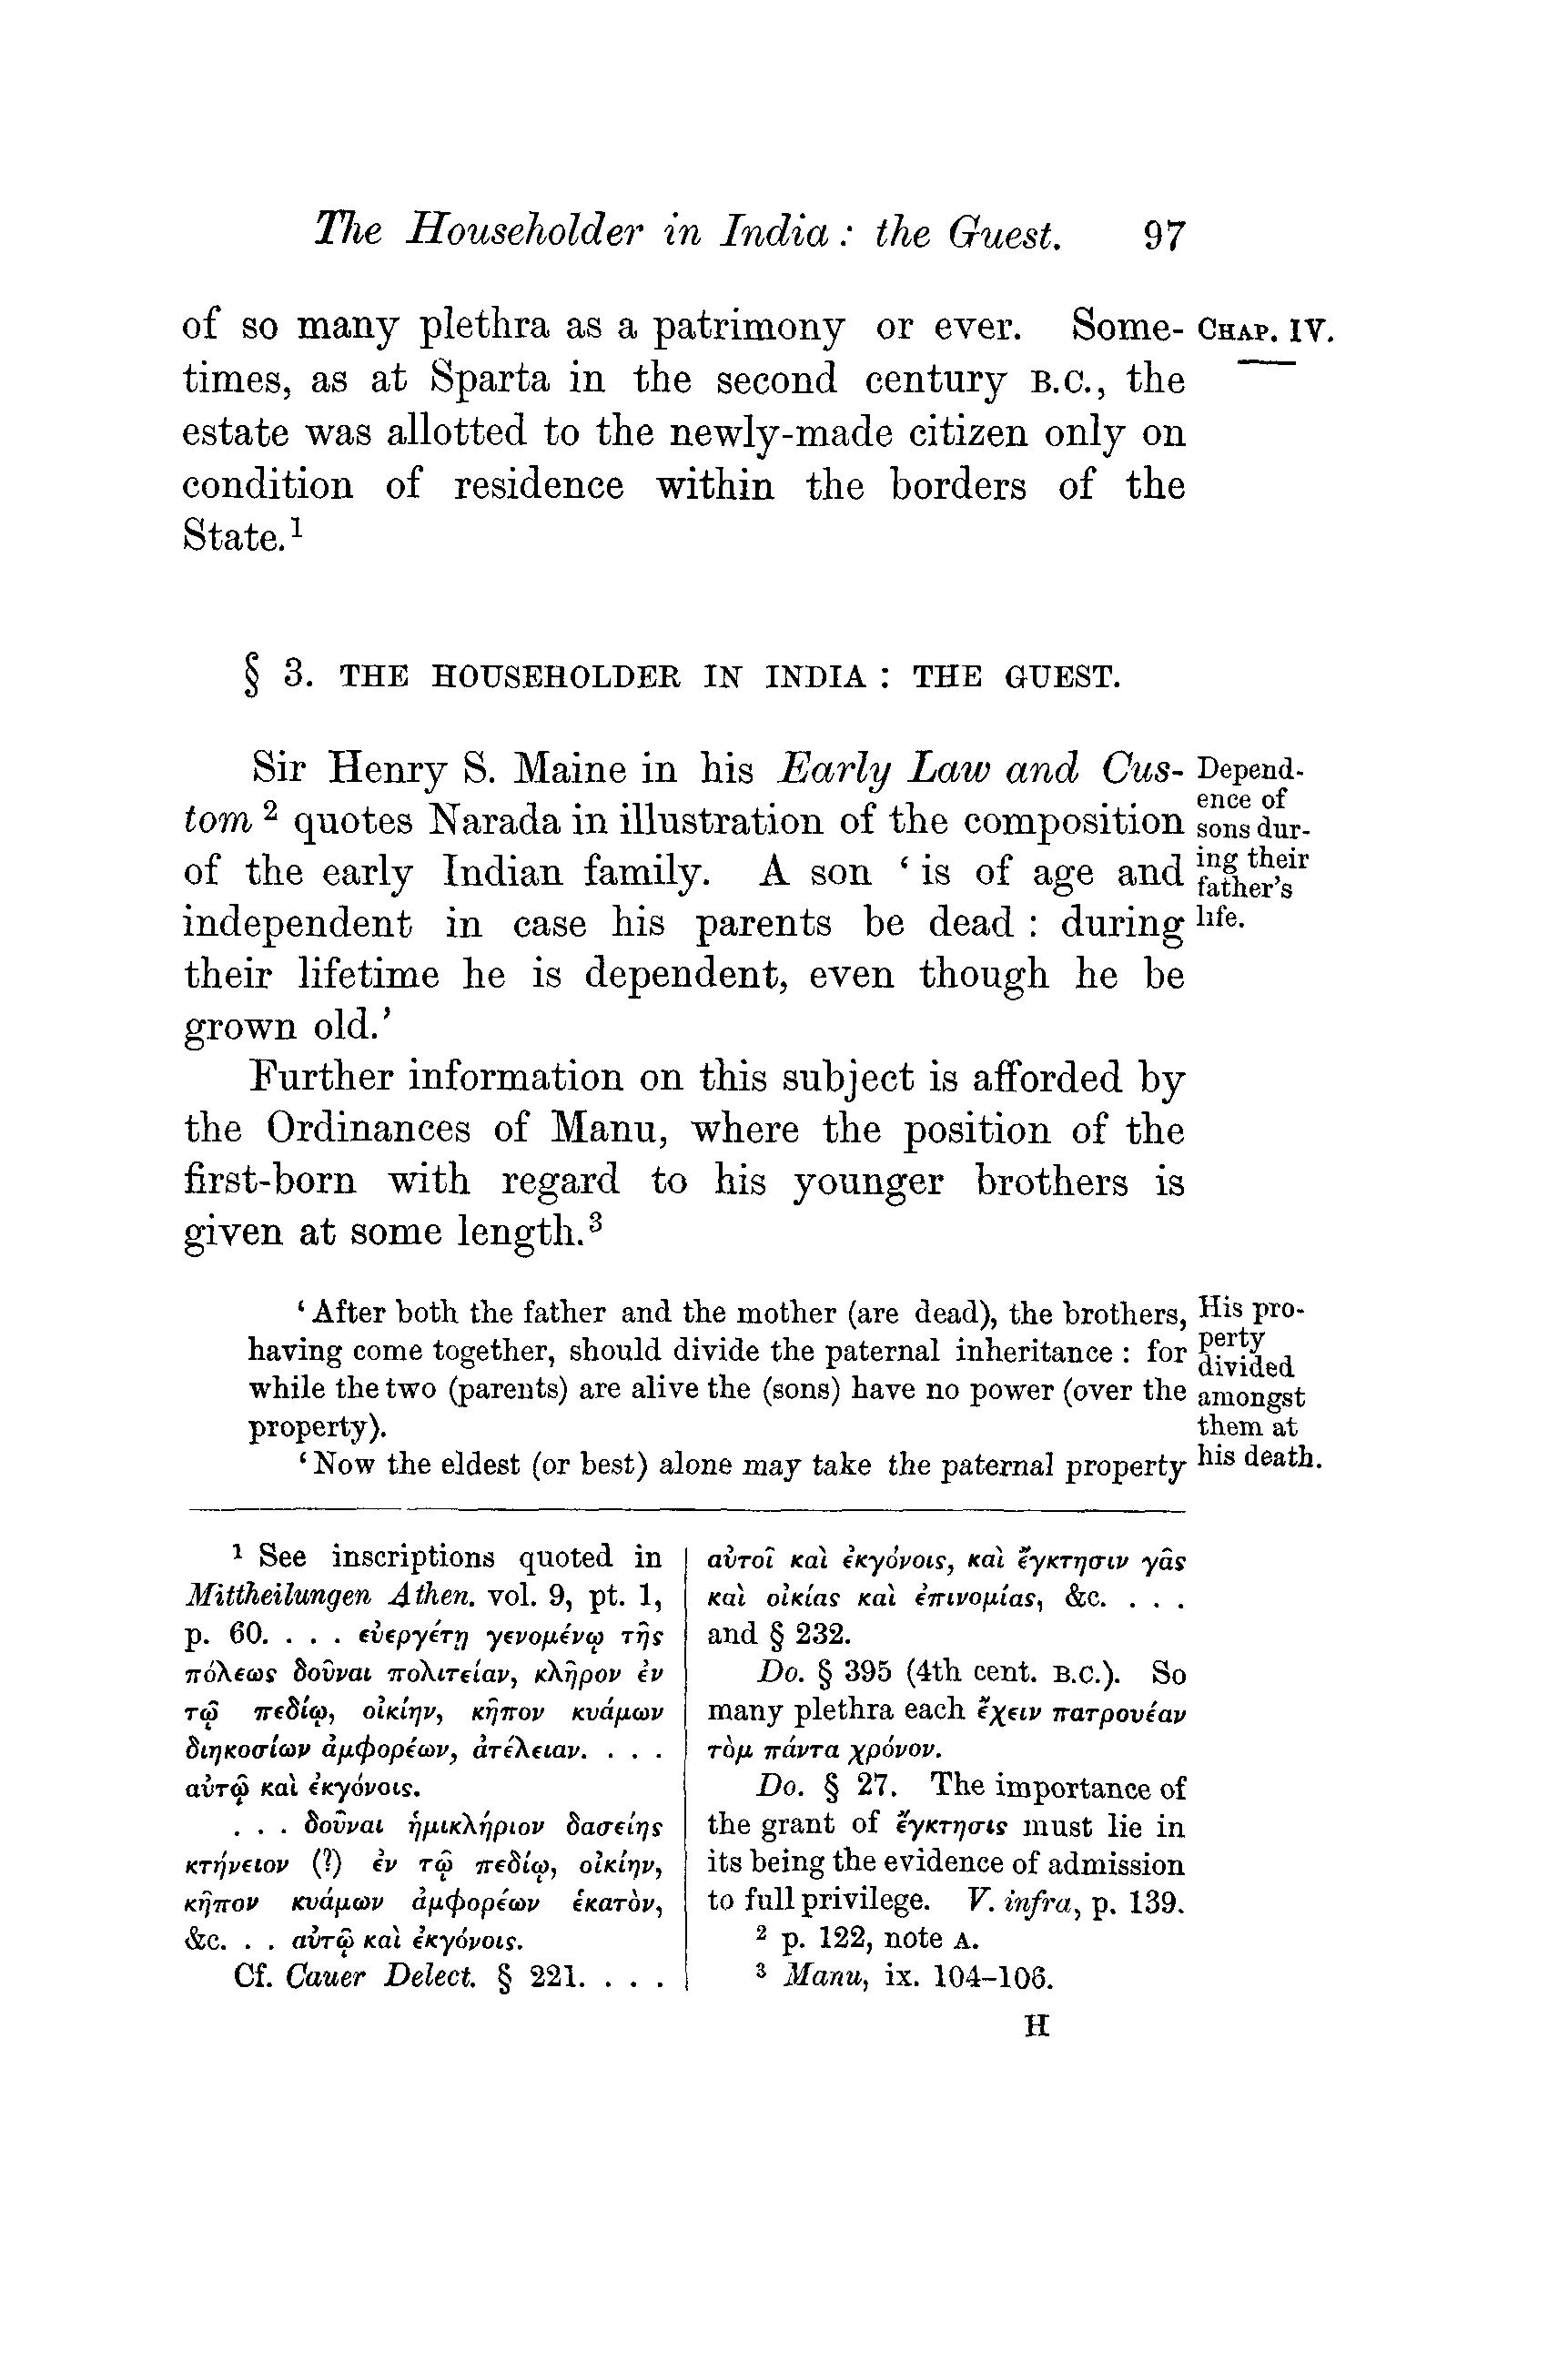 The Householder in India : the Guest. 97
of so many plethra as a patrimony or ever. Some-
times, as at Sparta in the second century B.C., the
estate was allotted to the newly-made citizen only on
condition of residence within the borders of the
State.¹
CHAP. IV.
§ 3. THE HOUSEHOLDER IN INDIA : THE GUEST.
Sir Henry S. Maine in his Early Law and Cus-
tom ² quotes Narada in illustration of the composition
of the early Indian family. A son ‘ is of age and
independent in case his parents be dead : during
their lifetime he is dependent, even though he be
grown old.’
Depend-
ence of
sons dur-
ing their
father’s
life.
Further information on this subject is afforded by
the Ordinances of Manu, where the position of the
first-born with regard to his younger brothers is
given at some length.³
‘ After both the father and the mother (are dead), the brothers,
having come together, should divide the paternal inheritance : for
while the two (parents) are alive the (sons) have no power (over the
property).
‘ Now the eldest (or best) alone may take the paternal property
His pro-
perty
divided
amongst
them at
his death.
¹ See inscriptions quoted in
Mittheilungen Athen. vol. 9, pt. 1,
p. 60. . . . εὐεργέτῃ γενομένῳ τῆς
πόλεως δοῦναι πολιτείαν, κλῆρον ἐν
τῷ πεδίῳ, οἰκίην, κῆπον κυάμων
διηκοσίων ἀμφορέων, ἀτέλειαν. . . .
αὐτῷ καὶ ἐκγόνοις.
. . . δοῦναι ἡμικλήριον δασείης
κτήνειον (?) ἐν τῷ πεδίῳ, οἰκίην,
κῆπον κυάμων ἀμφορέων ἑκατὸν,
&c. . . αὐτῷ καὶ ἐκγόνοις.
Cf. Cauer Delect. § 221. . . .
αὐτοῖ καὶ ἐκγόνοις, καὶ ἔγκτησιν γᾶς
καὶ οἰκίας καὶ ἐπινομίας, &c. . . .
and § 232.
Do. § 395 (4th cent. B.C.). So
many plethra each ἔχειν πατρουέαν
τὸμ πάντα χρόνον.
Do. § 27. The importance of
the grant of ἔγκτησις must lie in
its being the evidence of admission
to full privilege. V. infra, p. 139.
² p. 122, note A.
³ Manu, ix. 104–106.
H